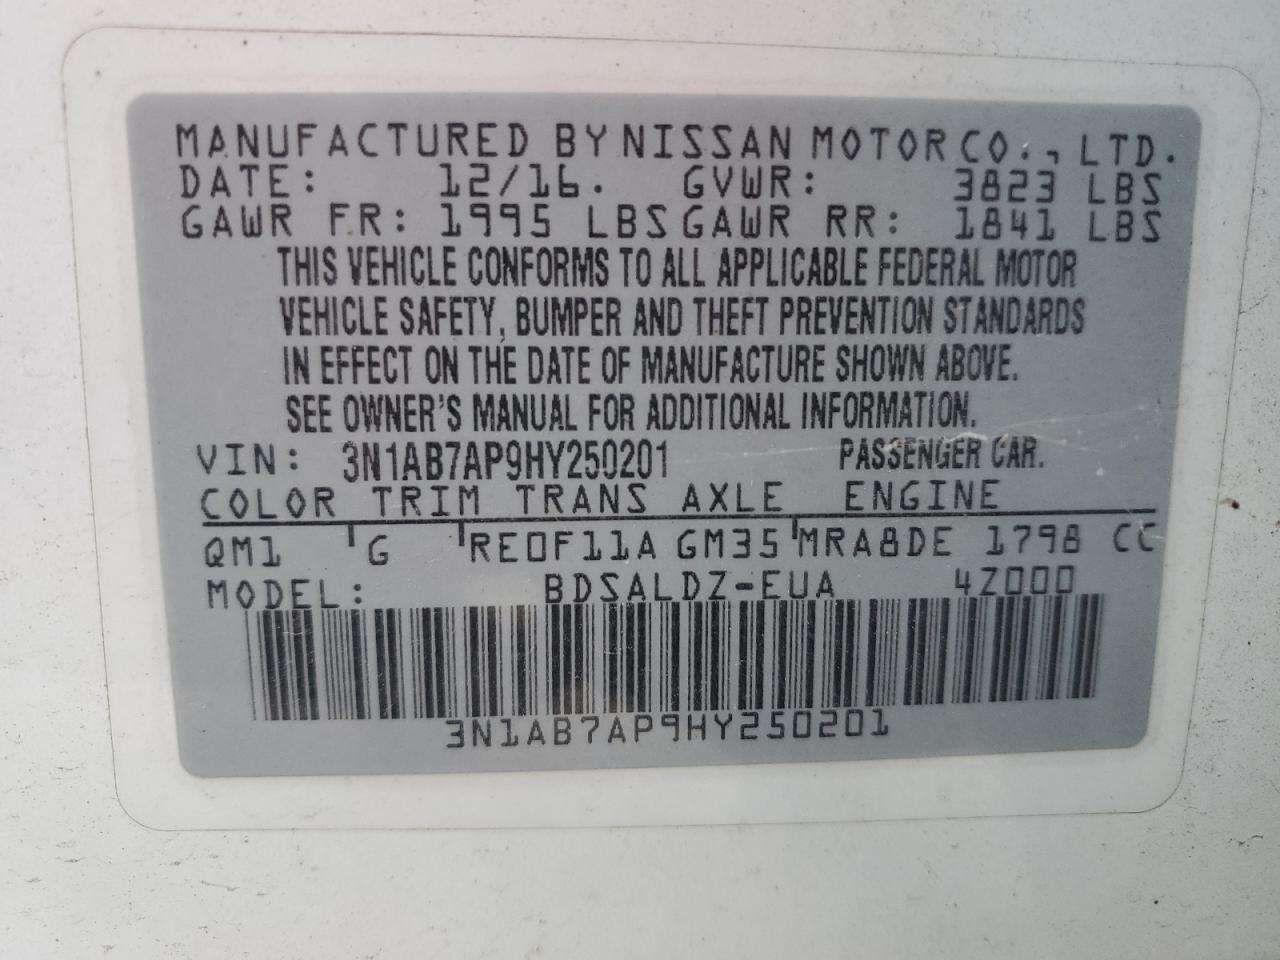 MANUFACTURED BY NISSAN MOTOR CO., LTD.
DATE: 12/16. GVWR: 3823 LBS
GAWR FR: 1995 LBS GAWR RR: 1841 LBS
THIS VEHICLE CONFORMS TO ALL APPLICABLE FEDERAL MOTOR
VEHICLE SAFETY, BUMPER AND THEFT PREVENTION STANDARDS
IN EFFECT ON THE DATE OF MANUFACTURE SHOWN ABOVE.
SEE OWNER'S MANUAL FOR ADDITIONAL INFORMATION.
VIN: 3N1AB7AP9HY250201 PASSENGER CAR.
COLOR TRIM TRANS AXLE ENGINE
QM1 G RE0F11A GM35 MRA8DE 1798 CC
MODEL: BDSALDZ-EUA 4Z000
3N1AB7AP9HY250201